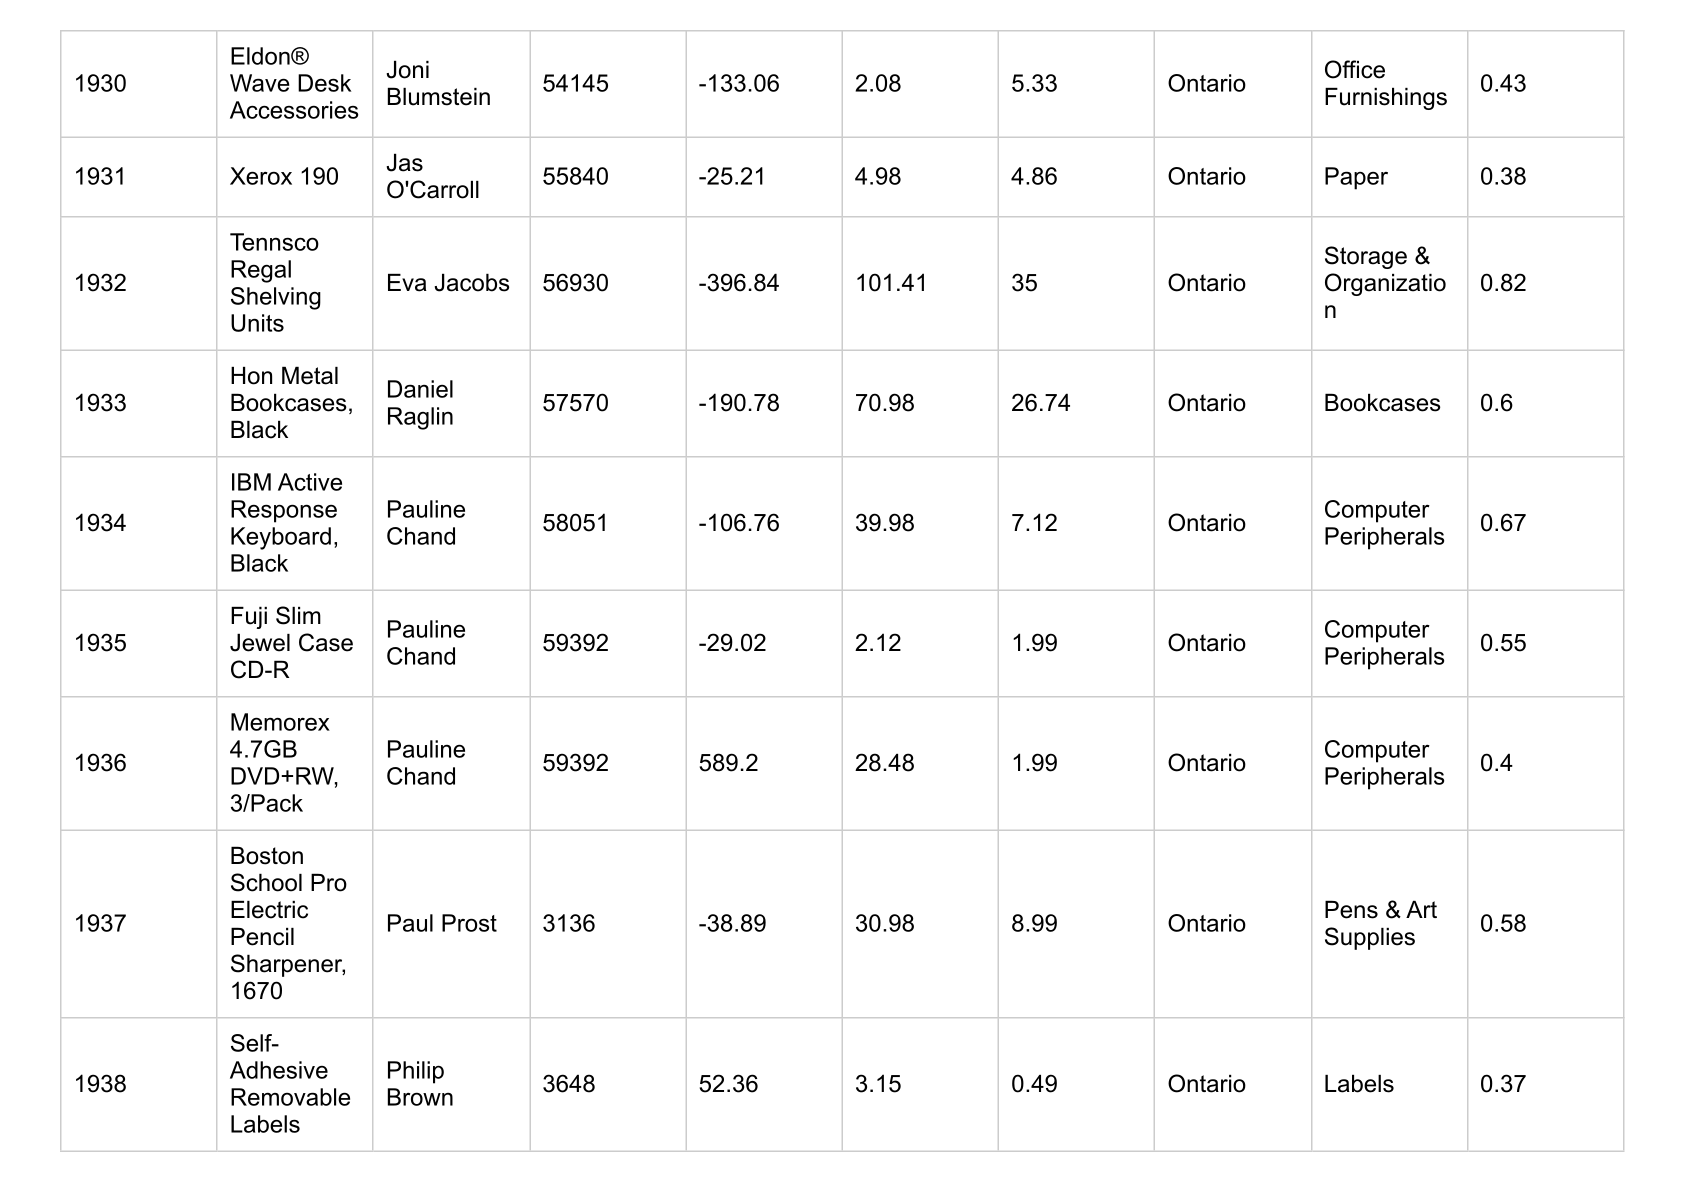 1930
Eldon®
Wave Desk
Accessories
Joni
Blumstein
54145
-133.06
2.08
5.33
Ontario
Office
Furnishings
0.43
1931
Xerox 190
Jas
O'Carroll
55840
-25.21
4.98
4.86
Ontario
Paper
0.38
1932
Tennsco
Regal
Shelving
Units
Eva Jacobs
56930
-396.84
101.41
35
Ontario
Storage &
Organizatio
n
0.82
1933
Hon Metal
Bookcases,
Black
Daniel
Raglin
57570
-190.78
70.98
26.74
Ontario
Bookcases
0.6
1934
IBM Active
Response
Keyboard,
Black
Pauline
Chand
58051
-106.76
39.98
7.12
Ontario
Computer
Peripherals
0.67
1935
Fuji Slim
Jewel Case
CD-R
Pauline
Chand
59392
-29.02
2.12
1.99
Ontario
Computer
Peripherals
0.55
1936
Memorex
4.7GB
DVD+RW,
3/Pack
Pauline
Chand
59392
589.2
28.48
1.99
Ontario
Computer
Peripherals
0.4
1937
Boston
School Pro
Electric
Pencil
Sharpener,
1670
Paul Prost
3136
-38.89
30.98
8.99
Ontario
Pens & Art
Supplies
0.58
1938
Self-
Adhesive
Removable
Labels
Philip
Brown
3648
52.36
3.15
0.49
Ontario
Labels
0.37